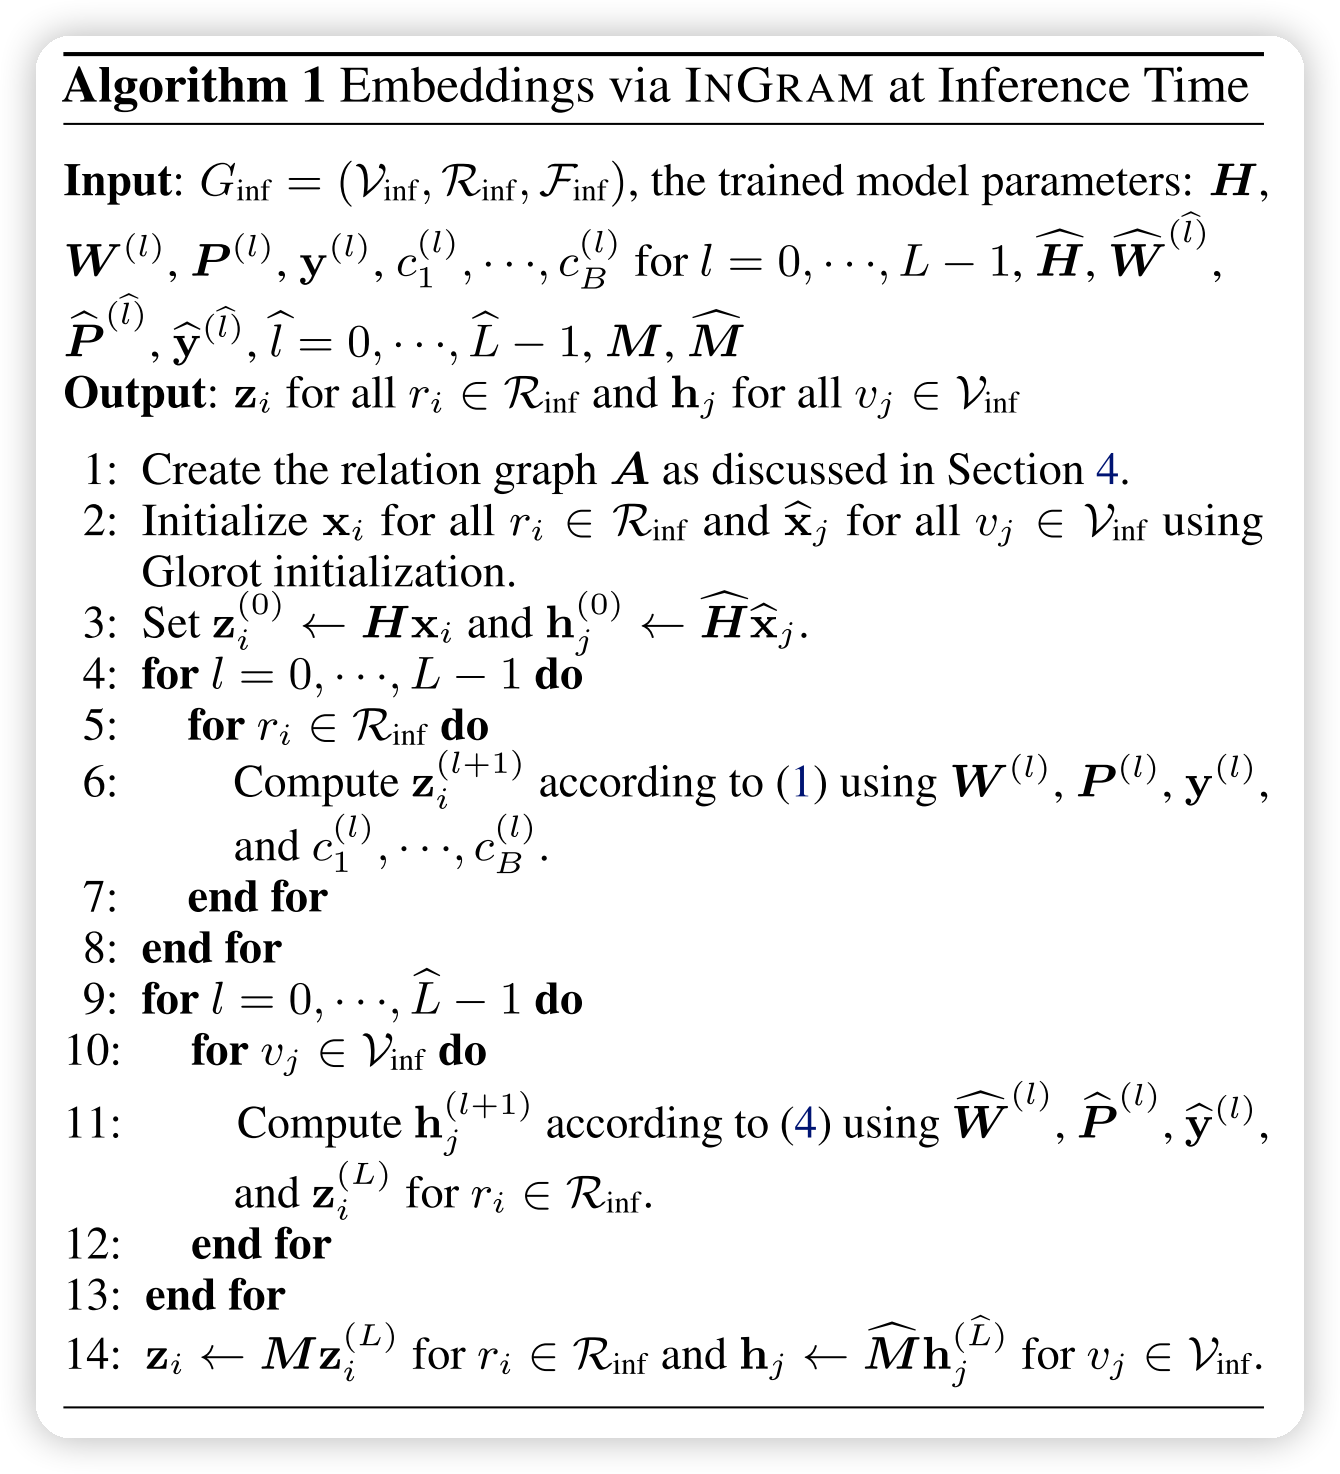 Algorithm 1 Embeddings via INGRAM at Inference Time
Input: $G_{\text{inf}} = (\mathcal{V}_{\text{inf}}, \mathcal{R}_{\text{inf}}, \mathcal{F}_{\text{inf}})$, the trained model parameters: $\boldsymbol{H}$,
$\boldsymbol{W}^{(l)}, \boldsymbol{P}^{(l)}, \mathbf{y}^{(l)}, c_1^{(l)}, \cdots, c_B^{(l)}$ for $l = 0, \cdots, L-1$, $\widehat{\boldsymbol{H}}$, $\widehat{\boldsymbol{W}}^{(\widehat{l})}$,
$\widehat{\boldsymbol{P}}^{(\widehat{l})}, \widehat{\mathbf{y}}^{(\widehat{l})}, \widehat{l} = 0, \cdots, \widehat{L}-1$, $\boldsymbol{M}$, $\widehat{\boldsymbol{M}}$
Output: $\mathbf{z}_i$ for all $r_i \in \mathcal{R}_{\text{inf}}$ and $\mathbf{h}_j$ for all $v_j \in \mathcal{V}_{\text{inf}}$
1: Create the relation graph $\boldsymbol{A}$ as discussed in Section 4.
2: Initialize $\mathbf{x}_i$ for all $r_i \in \mathcal{R}_{\text{inf}}$ and $\widehat{\mathbf{x}}_j$ for all $v_j \in \mathcal{V}_{\text{inf}}$ using
Glorot initialization.
3: Set $\mathbf{z}_i^{(0)} \leftarrow \boldsymbol{H}\mathbf{x}_i$ and $\mathbf{h}_j^{(0)} \leftarrow \widehat{\boldsymbol{H}}\widehat{\mathbf{x}}_j$.
4: for $l = 0, \cdots, L-1$ do
5: for $r_i \in \mathcal{R}_{\text{inf}}$ do
6: Compute $\mathbf{z}_i^{(l+1)}$ according to (1) using $\boldsymbol{W}^{(l)}, \boldsymbol{P}^{(l)}, \mathbf{y}^{(l)}$,
and $c_1^{(l)}, \cdots, c_B^{(l)}$.
7: end for
8: end for
9: for $l = 0, \cdots, \widehat{L}-1$ do
10: for $v_j \in \mathcal{V}_{\text{inf}}$ do
11: Compute $\mathbf{h}_j^{(l+1)}$ according to (4) using $\widehat{\boldsymbol{W}}^{(l)}, \widehat{\boldsymbol{P}}^{(l)}, \widehat{\mathbf{y}}^{(l)}$,
and $\mathbf{z}_i^{(L)}$ for $r_i \in \mathcal{R}_{\text{inf}}$.
12: end for
13: end for
14: $\mathbf{z}_i \leftarrow \boldsymbol{M}\mathbf{z}_i^{(L)}$ for $r_i \in \mathcal{R}_{\text{inf}}$ and $\mathbf{h}_j \leftarrow \widehat{\boldsymbol{M}}\mathbf{h}_j^{(\widehat{L})}$ for $v_j \in \mathcal{V}_{\text{inf}}$.